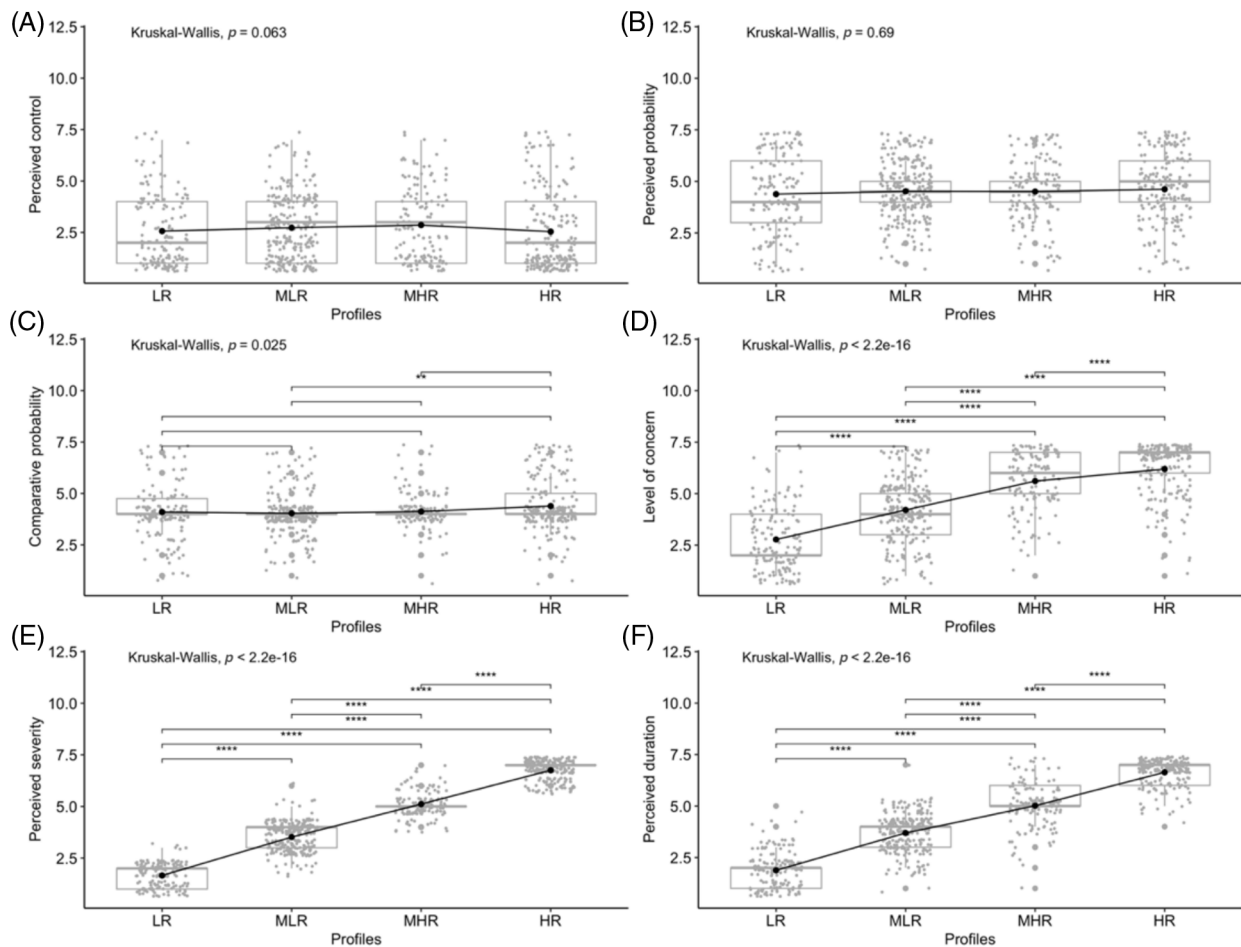 (A)
Kruskal-Wallis, p = 0.063
Perceived control
12.5
10.0
7.5
5.0
2.5
LR MLR MHR HR
Profiles
(B)
Kruskal-Wallis, p = 0.69
Perceived probability
12.5
10.0
7.5
5.0
2.5
LR MLR MHR HR
Profiles
(C)
Kruskal-Wallis, p = 0.025
Comparative probability
12.5
10.0
7.5
5.0
2.5
**
LR MLR MHR HR
Profiles
(D)
Kruskal-Wallis, p < 2.2e-16
Level of concern
12.5
10.0
7.5
5.0
2.5
****
****
****
****
****
****
LR MLR MHR HR
Profiles
(E)
Kruskal-Wallis, p < 2.2e-16
Perceived severity
12.5
10.0
7.5
5.0
2.5
****
****
****
****
****
****
LR MLR MHR HR
Profiles
(F)
Kruskal-Wallis, p < 2.2e-16
Perceived duration
12.5
10.0
7.5
5.0
2.5
****
****
****
****
****
****
LR MLR MHR HR
Profiles